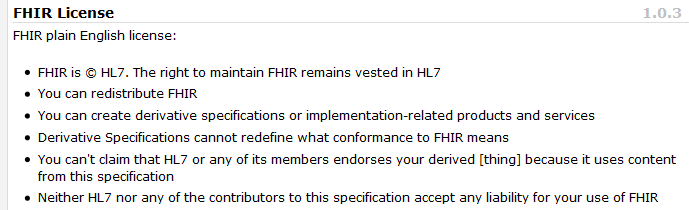 FHIR License 1.0.3
FHIR plain English license:
• FHIR is © HL7. The right to maintain FHIR remains vested in HL7
• You can redistribute FHIR
• You can create derivative specifications or implementation-related products and services
• Derivative Specifications cannot redefine what conformance to FHIR means
• You can't claim that HL7 or any of its members endorses your derived [thing] because it uses content
from this specification
• Neither HL7 nor any of the contributors to this specification accept any liability for your use of FHIR